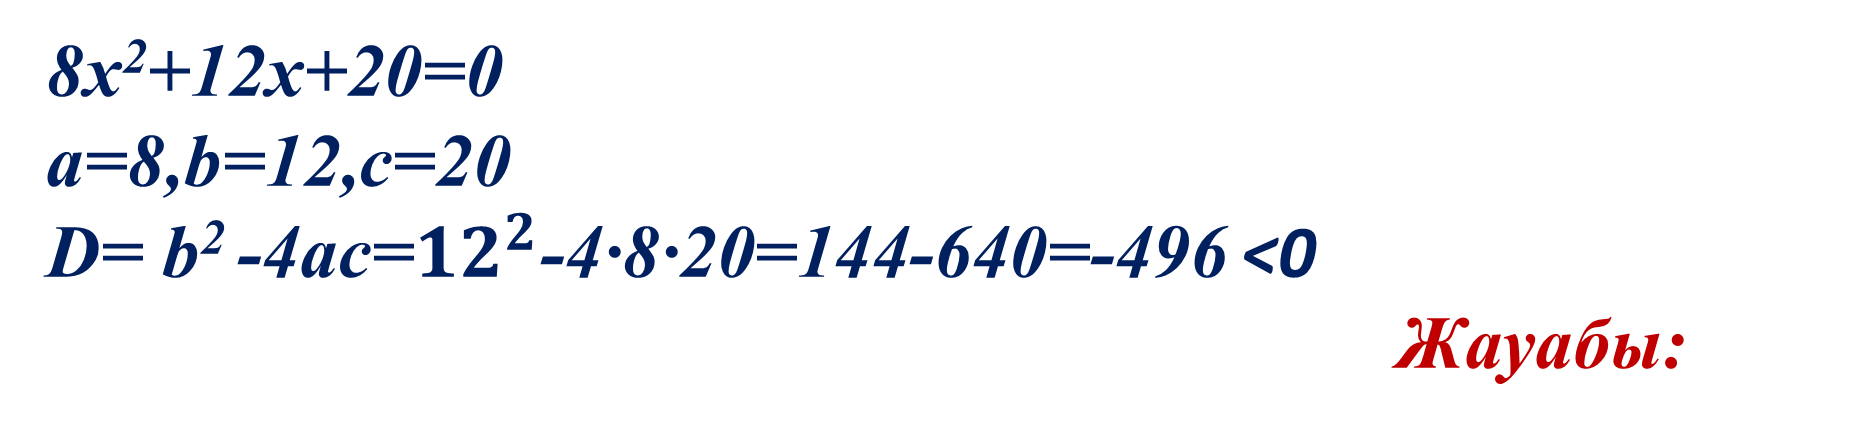 8x²+12x+20=0
a=8,b=12,c=20
D= b² -4ac=12²-4·8·20=144-640=-496 <0
Жауабы: